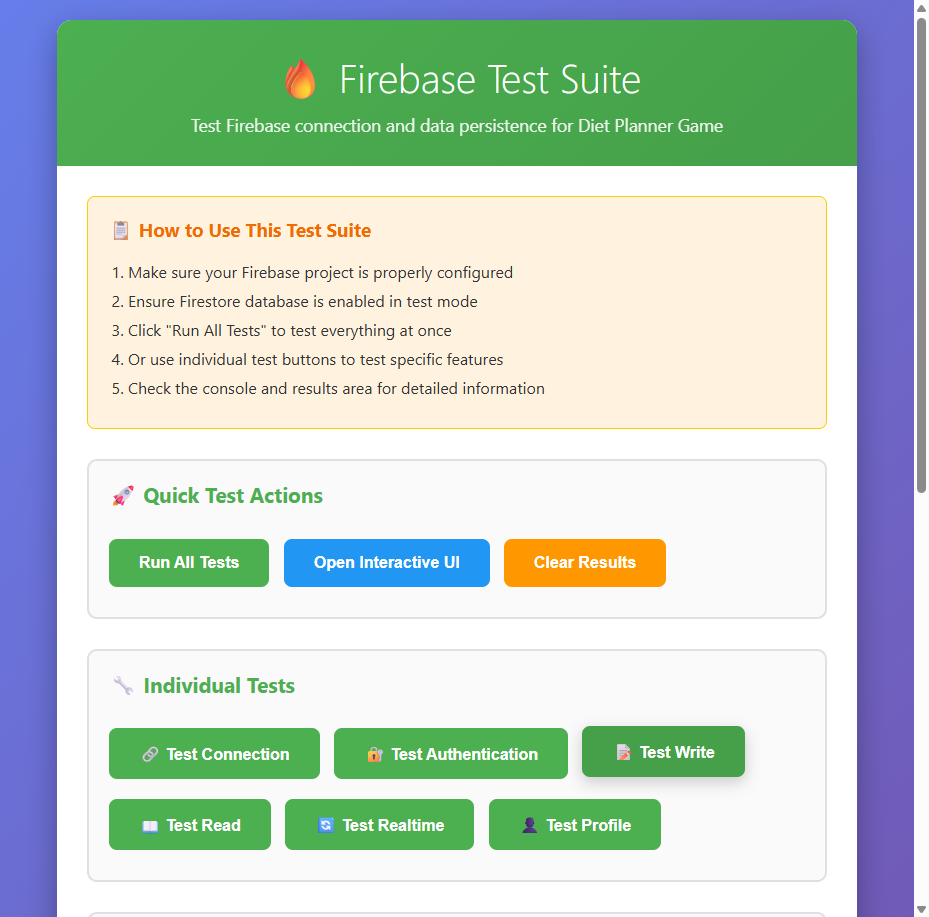 🔥 Firebase Test Suite
Test Firebase connection and data persistence for Diet Planner Game
📋 How to Use This Test Suite
1. Make sure your Firebase project is properly configured
2. Ensure Firestore database is enabled in test mode
3. Click "Run All Tests" to test everything at once
4. Or use individual test buttons to test specific features
5. Check the console and results area for detailed information
🚀 Quick Test Actions
Run All Tests
Open Interactive UI
Clear Results
🔧 Individual Tests
🔗 Test Connection
🔐 Test Authentication
📝 Test Write
📖 Test Read
🔄 Test Realtime
👤 Test Profile